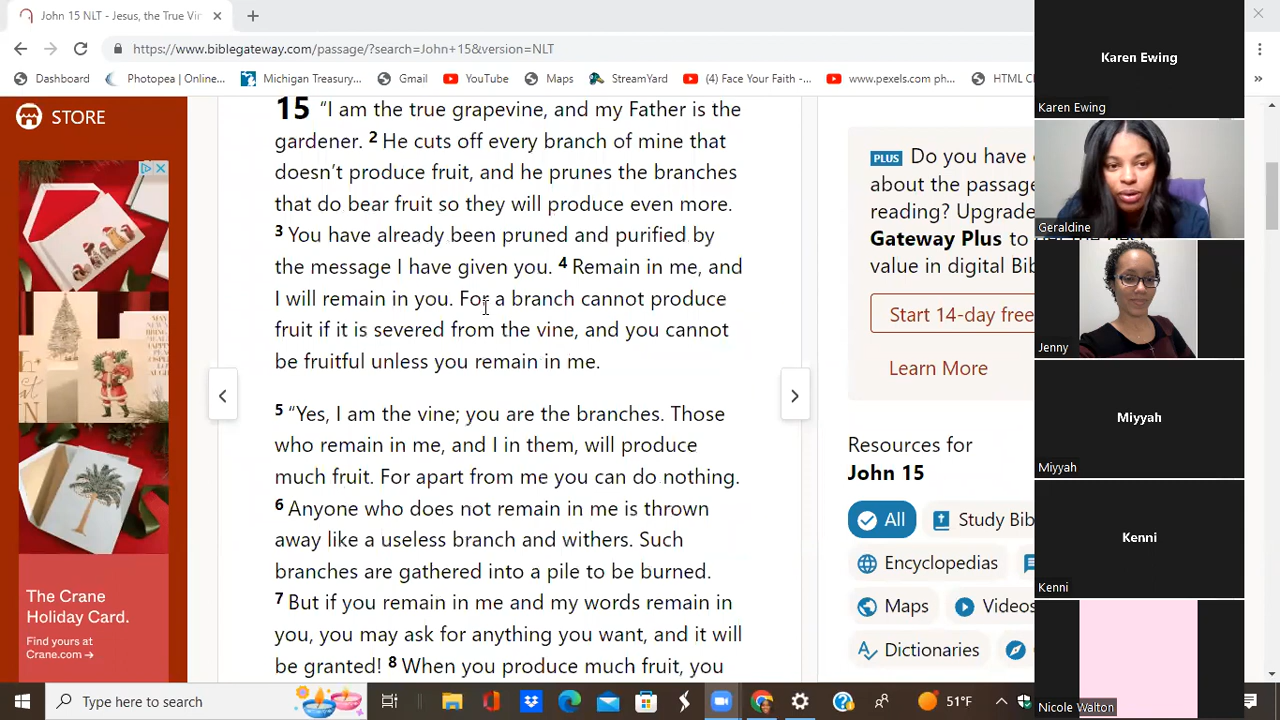 John 15 NLT - Jesus, the True Vin
https://www.biblegateway.com/passage/?search=John+15&version=NLT
Dashboard
Photopea | Online...
Michigan Treasury...
Gmail
YouTube
Maps
StreamYard
(4) Face Your Faith -...
www.pexels.com ph...
HTML C
STORE
The Crane
Holiday Card.
Find yours at
Crane.com →
15 “I am the true grapevine, and my Father is the
gardener. 2 He cuts off every branch of mine that
doesn’t produce fruit, and he prunes the branches
that do bear fruit so they will produce even more.
3 You have already been pruned and purified by
the message I have given you. 4 Remain in me, and
I will remain in you. For a branch cannot produce
fruit if it is severed from the vine, and you cannot
be fruitful unless you remain in me.
5 “Yes, I am the vine; you are the branches. Those
who remain in me, and I in them, will produce
much fruit. For apart from me you can do nothing.
6 Anyone who does not remain in me is thrown
away like a useless branch and withers. Such
branches are gathered into a pile to be burned.
7 But if you remain in me and my words remain in
you, you may ask for anything you want, and it will
be granted! 8 When you produce much fruit, you
PLUS Do you have
about the passage
reading? Upgrade
Gateway Plus to
value in digital Bib
Start 14-day free
Learn More
Resources for
John 15
All
Study Bib
Encyclopedias
Maps
Videos
Dictionaries
Karen Ewing
Karen Ewing
Geraldine
Jenny
Miyyah
Miyyah
Kenni
Kenni
Nicole Walton
Type here to search
51°F